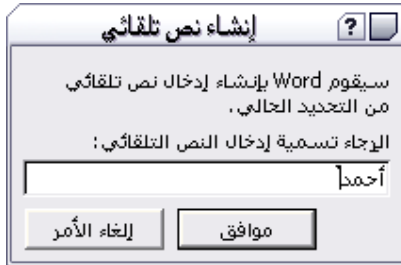 إنشاء نص تلقائي
سيقوم Word بإنشاء إدخال نص تلقائي
من التحديد الحالي.
الرجاء تسمية إدخال النص التلقائي:
أحمد
موافق
إلغاء الأمر